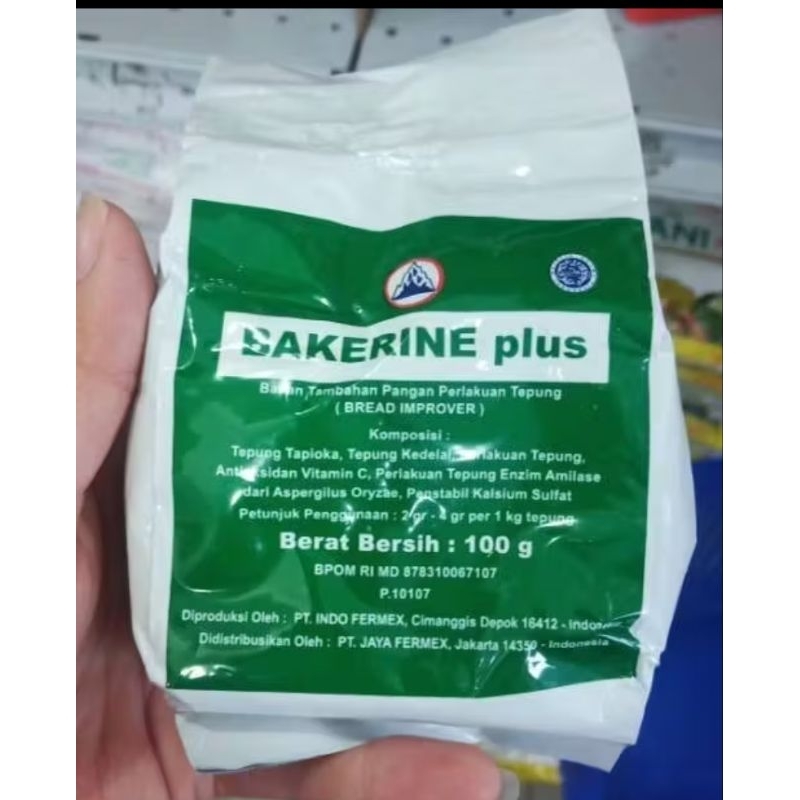 BAKERINE plus
Bahan Tambahan Pangan Perlakuan Tepung
( BREAD IMPROVER )
Komposisi :
Tepung Tapioka, Tepung Kedelai, Perlakuan Tepung,
Antioksidan Vitamin C, Perlakuan Tepung Enzim Amilase
dari Aspergilus Oryzae, Penstabil Kalsium Sulfat
Petunjuk Penggunaan : 2 gr - 4 gr per 1 kg tepung
Berat Bersih : 100 g
BPOM RI MD 878310067107
P.10107
Diproduksi Oleh : PT. INDO FERMEX, Cimanggis Depok 16412 - Indonesia
Didistribusikan Oleh : PT. JAYA FERMEX, Jakarta 14350 - Indonesia